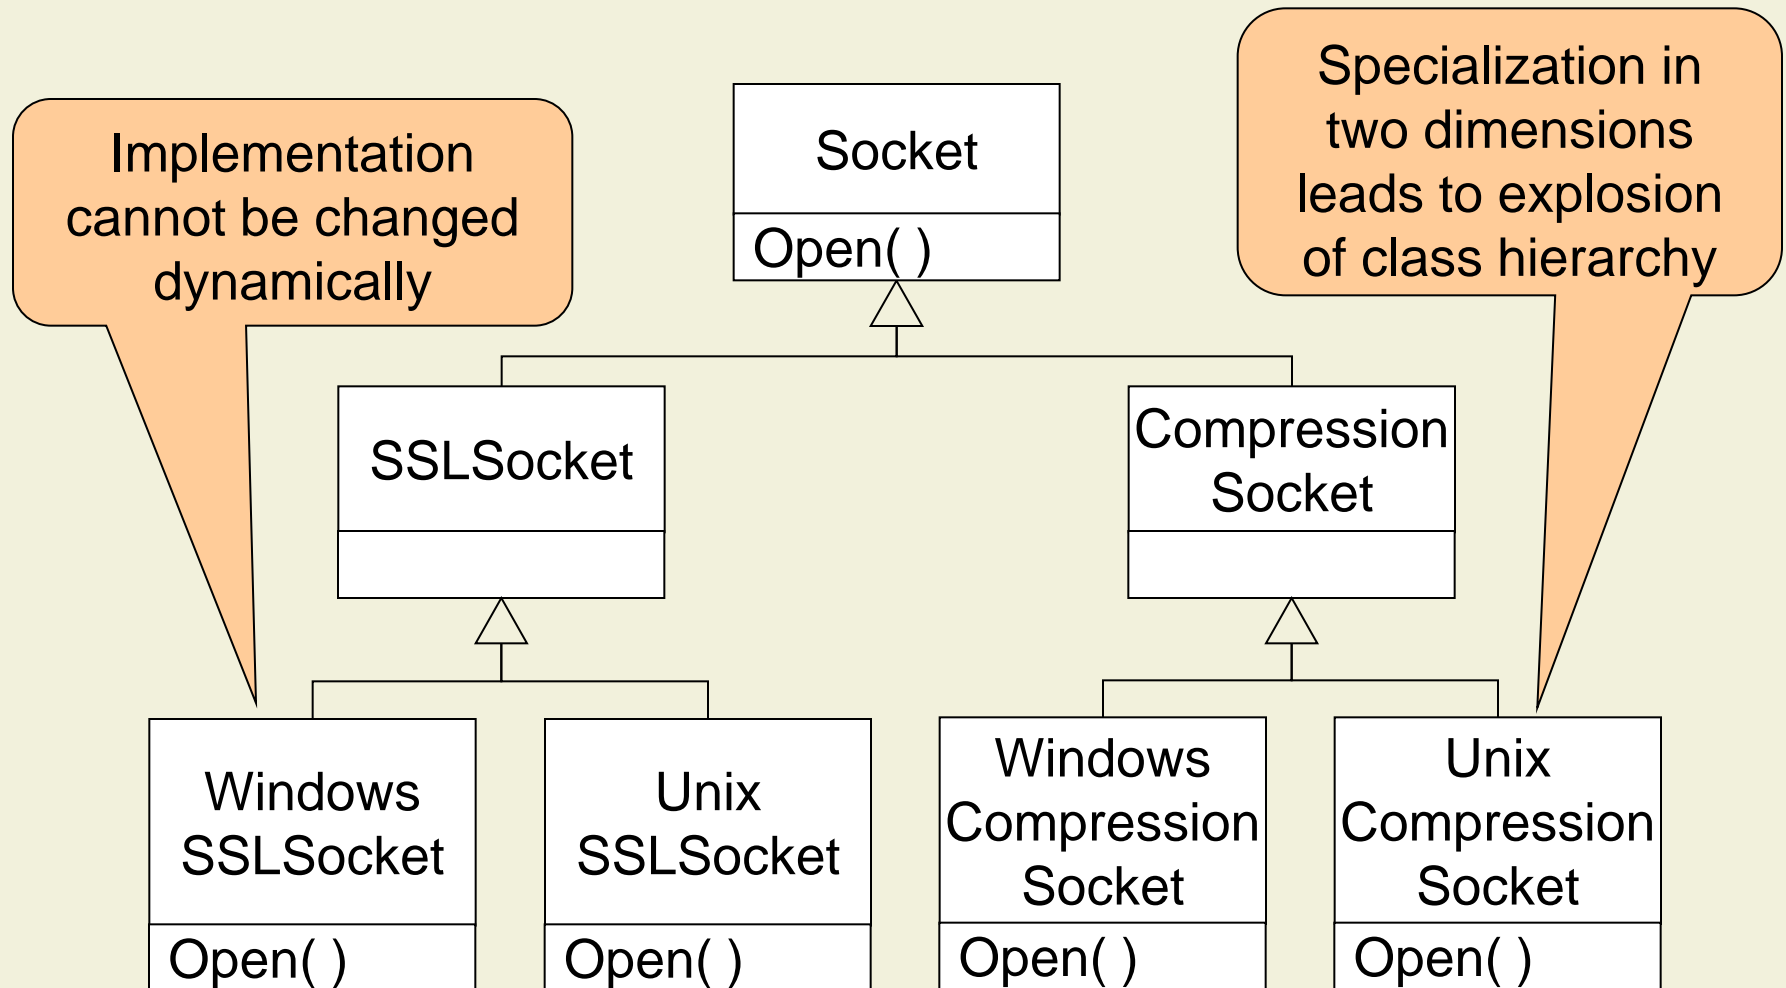 Implementation
cannot be changed
dynamically
Socket
Open( )
Specialization in
two dimensions
leads to explosion
of class hierarchy
SSLSocket
Compression
Socket
Windows
SSLSocket
Open( )
Unix
SSLSocket
Open( )
Windows
Compression
Socket
Open( )
Unix
Compression
Socket
Open( )